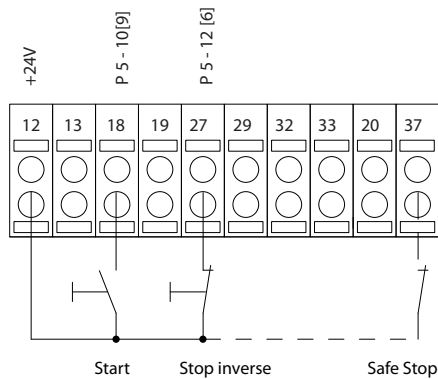 +24V
P 5 - 10[9]
P 5 - 12 [6]
12 13 18 19 27 29 32 33 20 37
Start Stop inverse Safe Stop